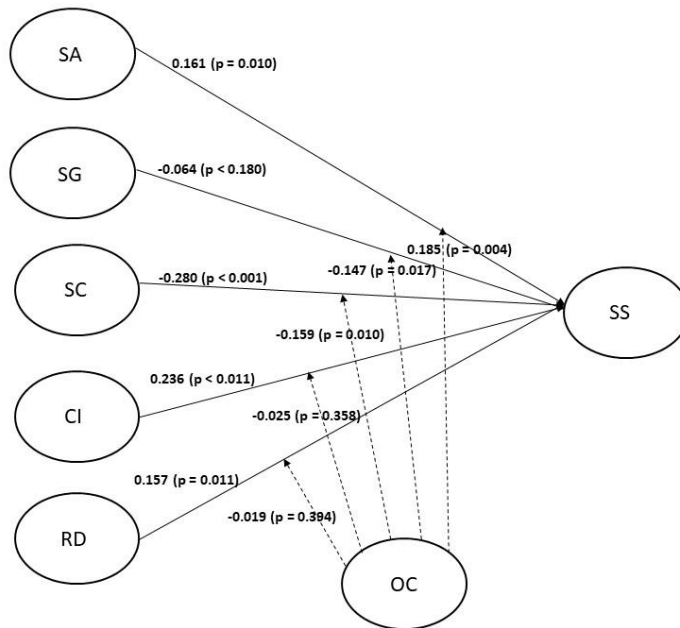 SA
0.161 (p = 0.010)
SG
-0.064 (p < 0.180)
0.185 (p = 0.004)
-0.147 (p = 0.017)
SC
-0.280 (p < 0.001)
SS
-0.159 (p = 0.010)
0.236 (p < 0.011)
CI
-0.025 (p = 0.358)
0.157 (p = 0.011)
-0.019 (p = 0.394)
RD
OC